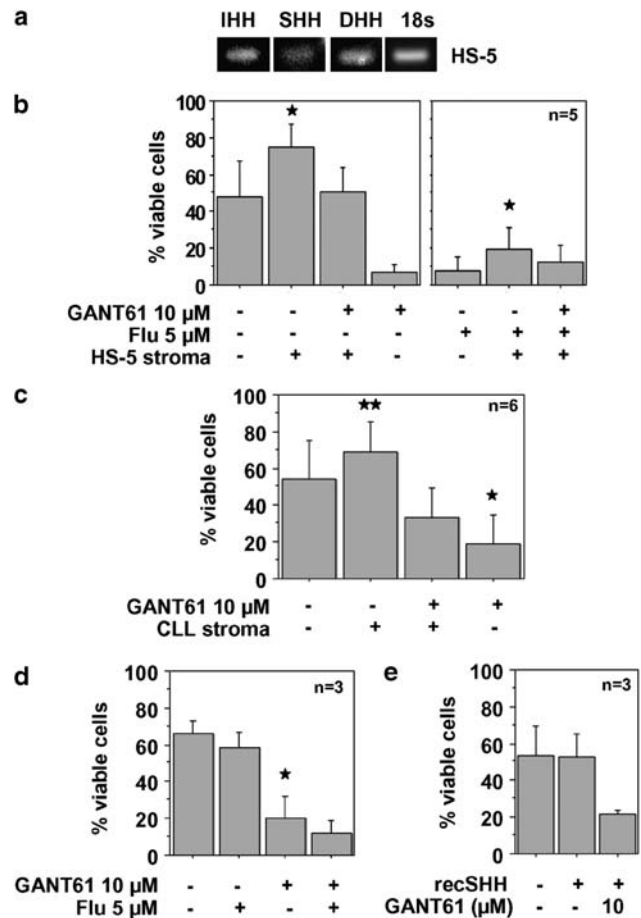 a
IHH SHH DHH 18s
HS-5
b
% viable cells
100
80
60
40
20
0
★
n=5
★
GANT61 10 µM - - + + - - +
Flu 5 µM - - - - + + +
HS-5 stroma - + + - - + +
c
% viable cells
100
80
60
40
20
0
★★
n=6
★
GANT61 10 µM - - + +
CLL stroma - + + -
d
% viable cells
100
80
60
40
20
0
n=3
★
GANT61 10 µM - - + +
Flu 5 µM - + - +
e
% viable cells
100
80
60
40
20
0
n=3
recSHH - + +
GANT61 (µM) - - 10